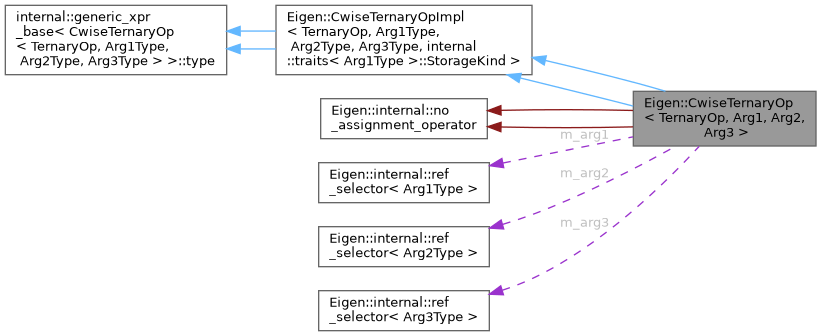 internal::generic_xpr
_base< CwiseTernaryOp
< TernaryOp, Arg1Type,
Arg2Type, Arg3Type > >::type
Eigen::CwiseTernaryOpImpl
< TernaryOp, Arg1Type,
Arg2Type, Arg3Type, internal
::traits< Arg1Type >::StorageKind >
Eigen::internal::no
_assignment_operator
Eigen::internal::ref
_selector< Arg1Type >
Eigen::internal::ref
_selector< Arg2Type >
Eigen::internal::ref
_selector< Arg3Type >
m_arg1
m_arg2
m_arg3
Eigen::CwiseTernaryOp
< TernaryOp, Arg1, Arg2,
Arg3 >